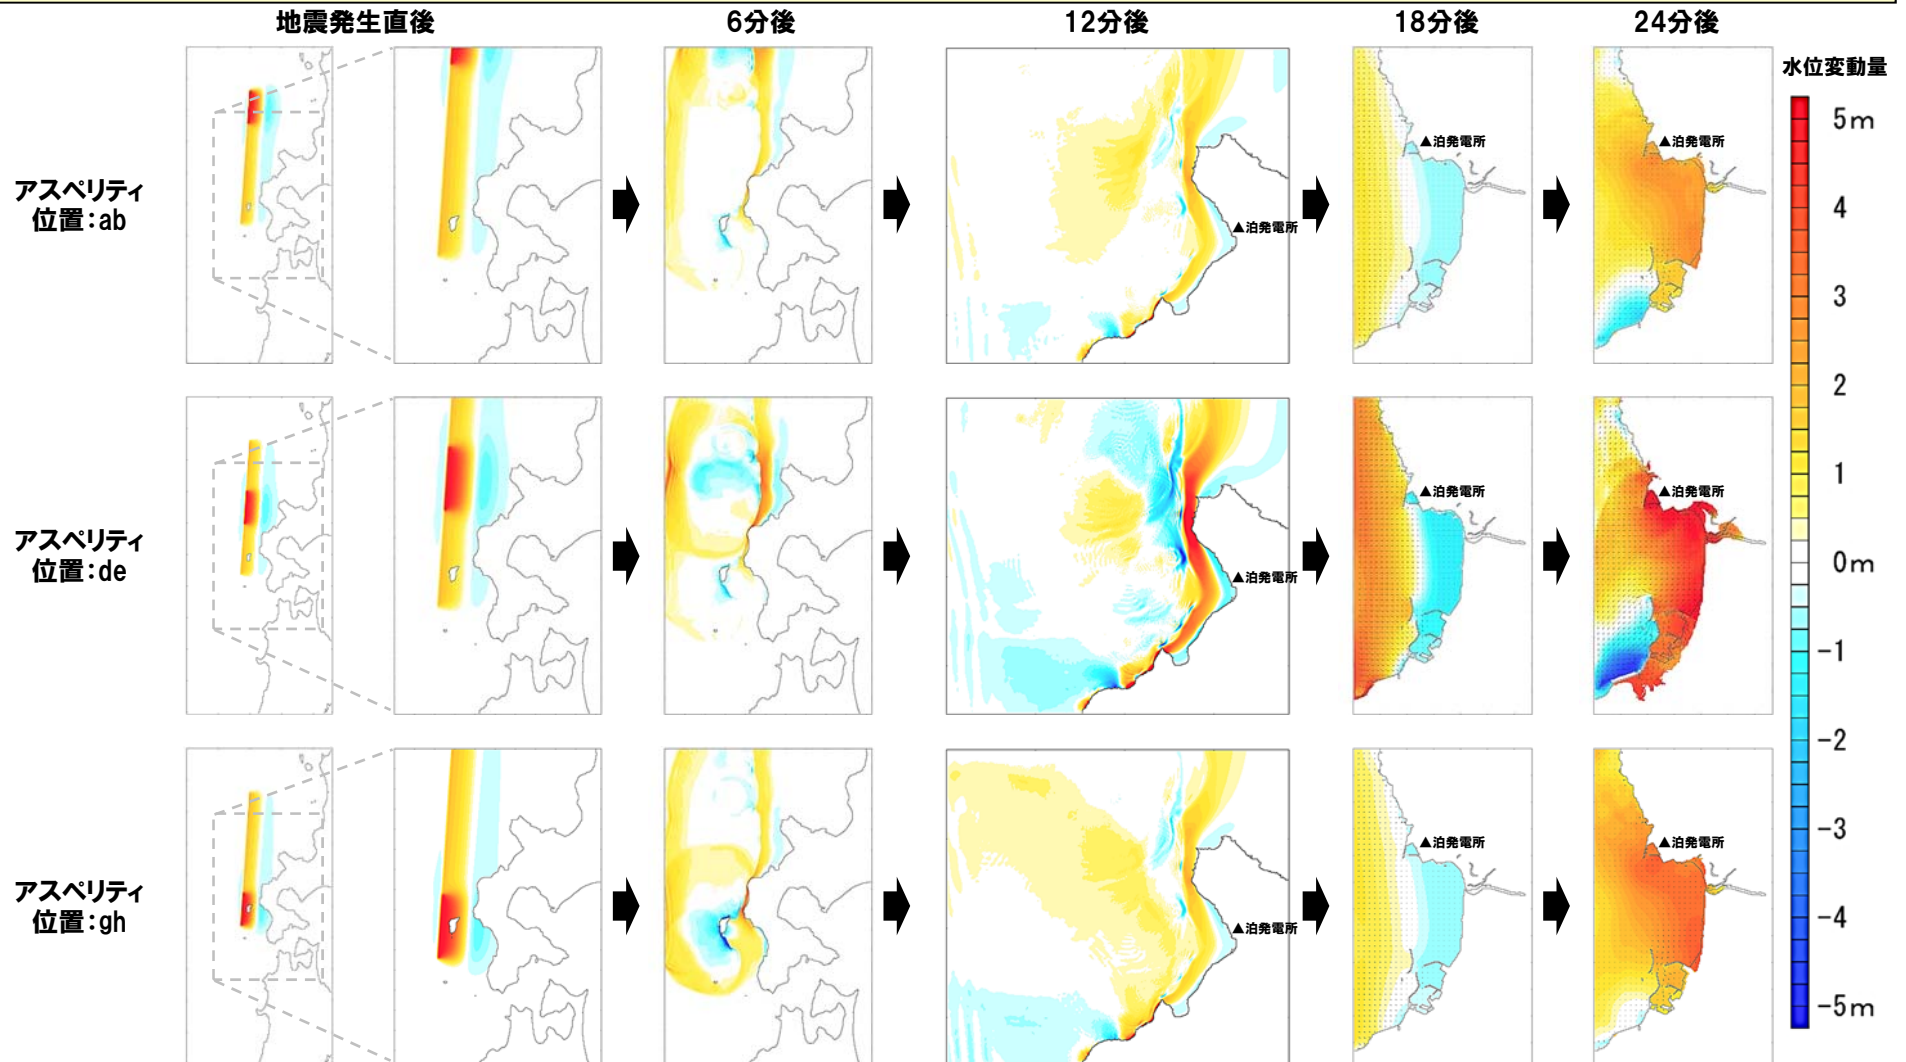 地震発生直後
6分後
12分後
18分後
24分後
水位変動量
アスペリティ
位置：ab
▲泊発電所
▲泊発電所
▲泊発電所
アスペリティ
位置：de
▲泊発電所
▲泊発電所
▲泊発電所
アスペリティ
位置：gh
▲泊発電所
▲泊発電所
▲泊発電所
5m
4
3
2
1
0m
-1
-2
-3
-4
-5m